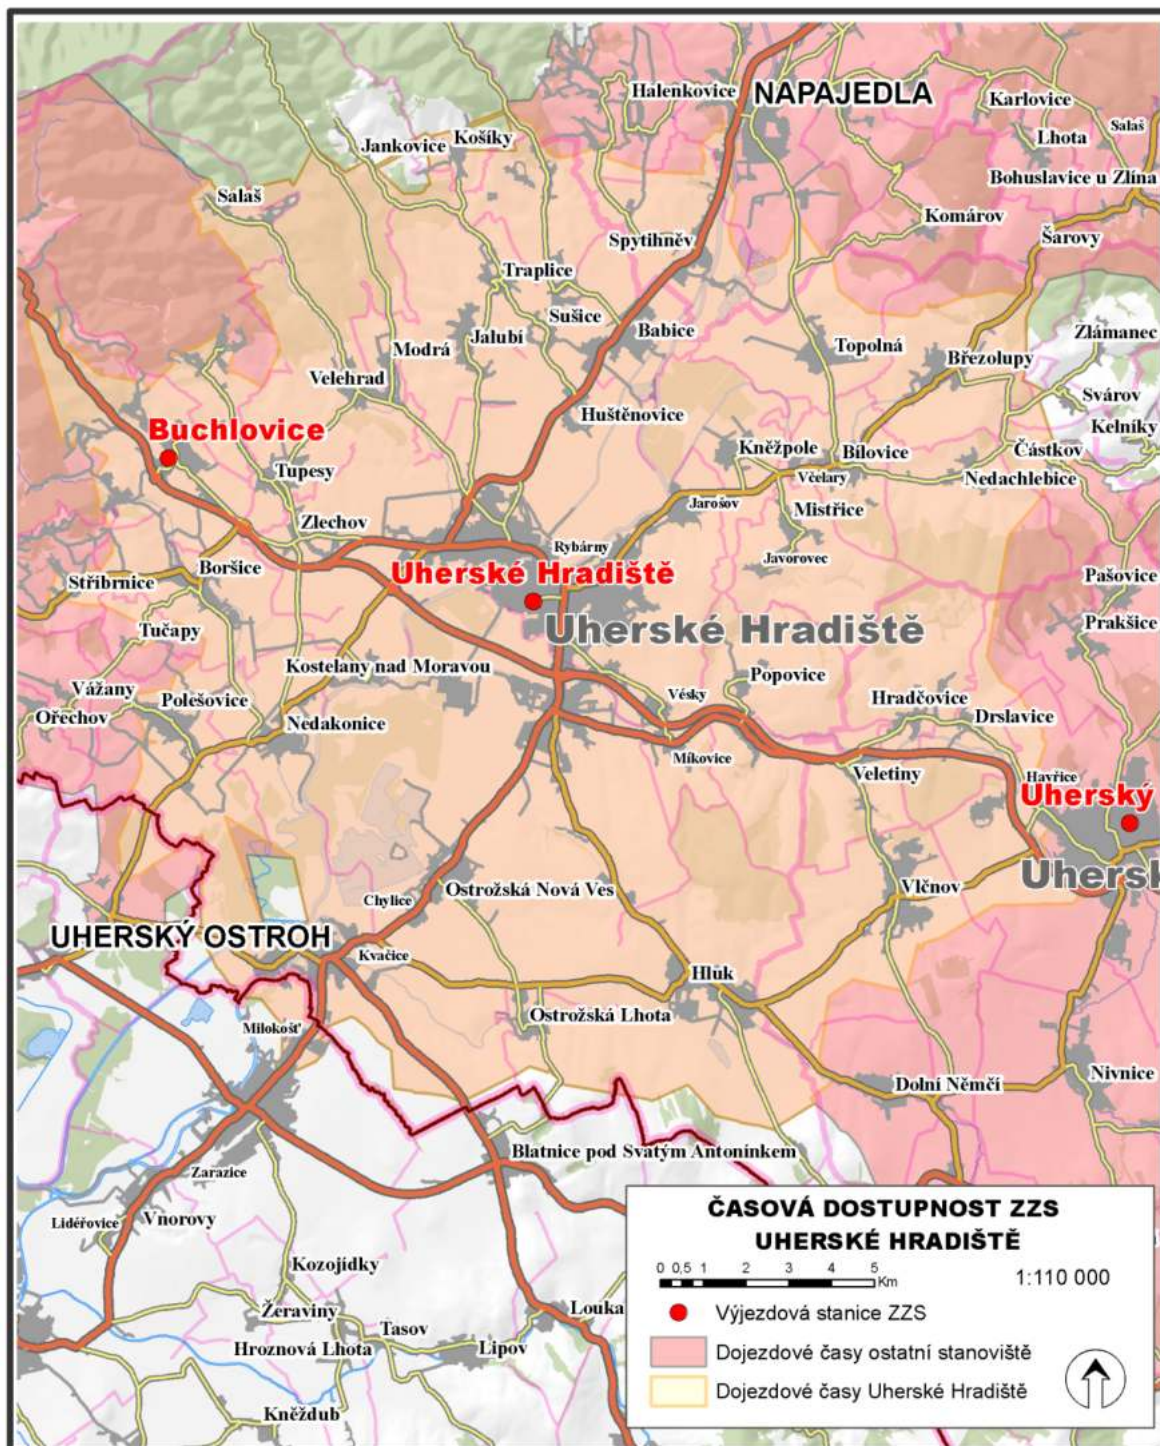 Halenkovice
NAPAJEDLA
Karlovice
Lhota
Salaš
Jankovice
Košíky
Bohuslavice u Zlína
Salaš
Komárov
Spytihněv
Šarovy
Traplice
Sušice
Babice
Zlámanec
Jalubí
Modrá
Topolná
Březolupy
Velehrad
Svárov
Huštěnovice
Kelníky
Buchlovice
Kněžpole
Bílovice
Částkov
Tupesy
Včelary
Nedachlebice
Jarošov
Mistřice
Zlechov
Rybárny
Javorovec
Boršice
Uherské Hradiště
Stříbrnice
Pašovice
Uherské Hradiště
Prakšice
Tučapy
Kostelany nad Moravou
Popovice
Vážany
Polešovice
Vésky
Hradčovice
Ořechov
Nedakonice
Drslavice
Míkovice
Veletiny
Havřice
Uherský
Uhersk
Ostrožská Nová Ves
Vlčnov
Chylice
UHERSKÝ OSTROH
Kvačice
Hluk
Ostrožská Lhota
Milokošť
Nivnice
Dolní Němčí
Blatnice pod Svatým Antonínkem
Zarazice
Lidéřovice
Vnorovy
Kozojídky
Žeraviny
Louka
Tasov
Hroznová Lhota
Lipov
Kněždub
ČASOVÁ DOSTUPNOST ZZS
UHERSKÉ HRADIŠTĚ
0 0,5 1 2 3 4 5
Km
1:110 000
Výjezdová stanice ZZS
Dojezdové časy ostatní stanoviště
Dojezdové časy Uherské Hradiště